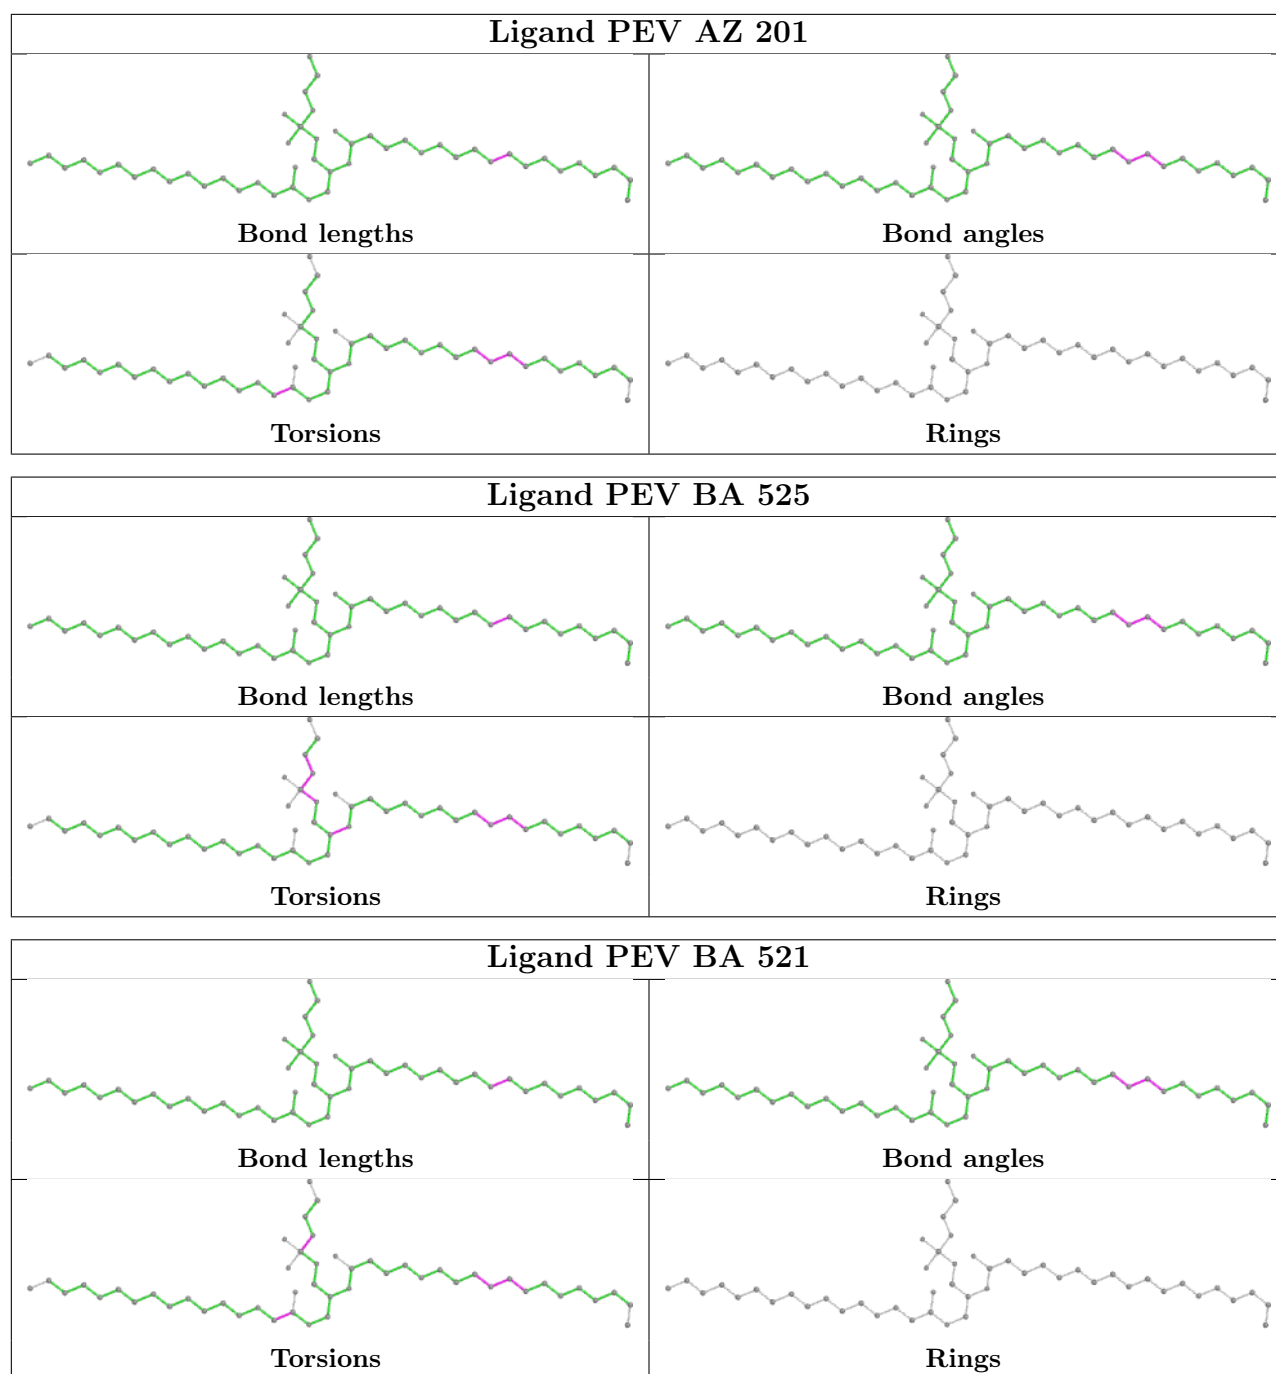 Ligand PEV AZ 201
Bond lengths
Bond angles
Torsions
Rings
Ligand PEV BA 525
Bond lengths
Bond angles
Torsions
Rings
Ligand PEV BA 521
Bond lengths
Bond angles
Torsions
Rings